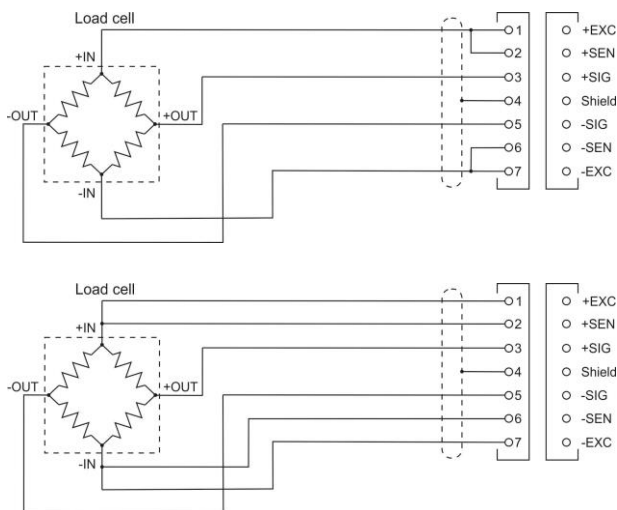 Load cell
+IN
-OUT
+OUT
-IN
1 +EXC
2 +SEN
3 +SIG
4 Shield
5 -SIG
6 -SEN
7 -EXC
Load cell
+IN
-OUT
+OUT
-IN
1 +EXC
2 +SEN
3 +SIG
4 Shield
5 -SIG
6 -SEN
7 -EXC